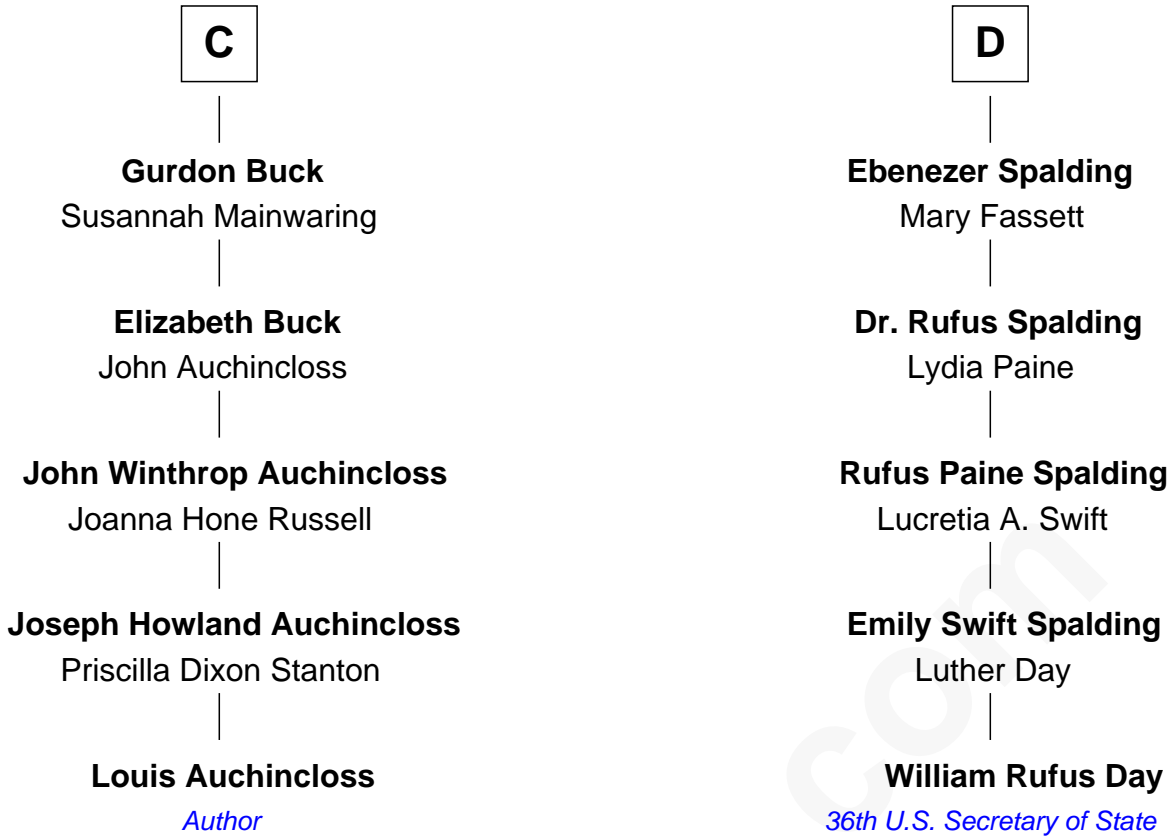 C
Gurdon Buck
Susannah Mainwaring
Elizabeth Buck
John Auchincloss
John Winthrop Auchincloss
Joanna Hone Russell
Joseph Howland Auchincloss
Priscilla Dixon Stanton
Louis Auchincloss
Author
D
Ebenezer Spalding
Mary Fassett
Dr. Rufus Spalding
Lydia Paine
Rufus Paine Spalding
Lucretia A. Swift
Emily Swift Spalding
Luther Day
William Rufus Day
36th U.S. Secretary of State
com